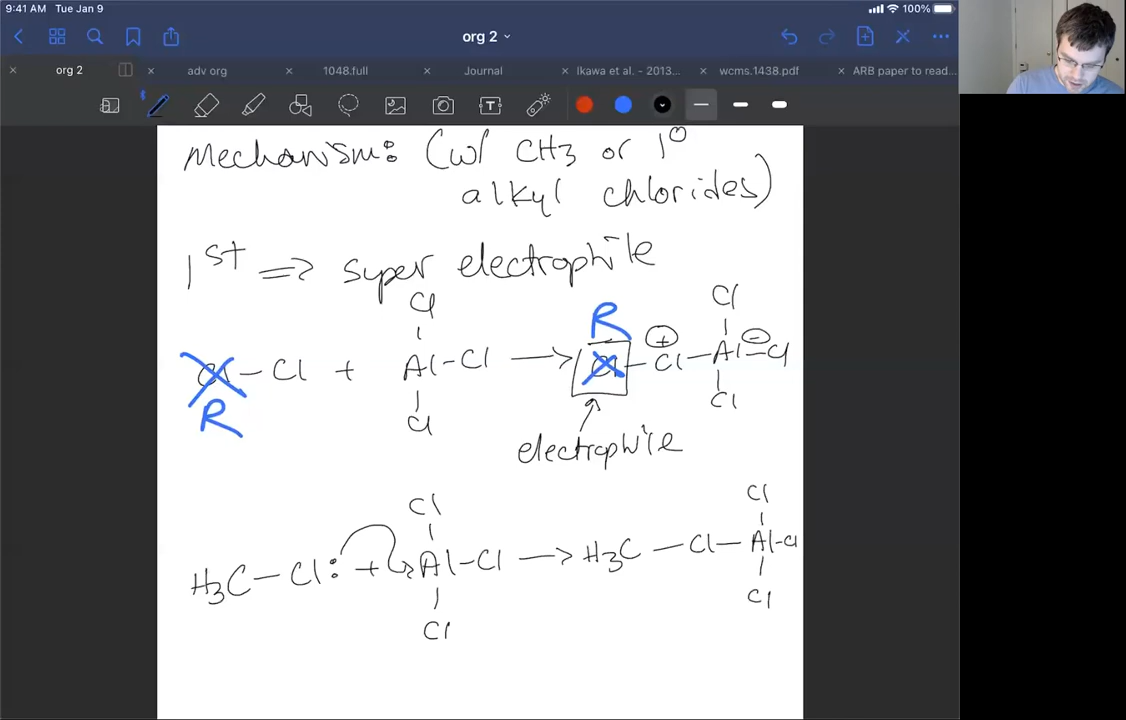 9:41 AM Tue Jan 9
100%
org 2
org 2
adv org
1048.full
Journal
Ikawa et al. - 2013...
wcms.1438.pdf
ARB paper to read...
Mechanism: (w/ CH3 or 1°
alkyl chlorides)
1st => super electrophile
Cl Cl
R
Cl - Cl + Al - Cl → Cl - Cl ⊕ - Al ⊖ - Cl
R
Cl Cl
electrophile
Cl Cl
H3C - Cl: + Al - Cl → H3C - Cl - Al - Cl
Cl Cl